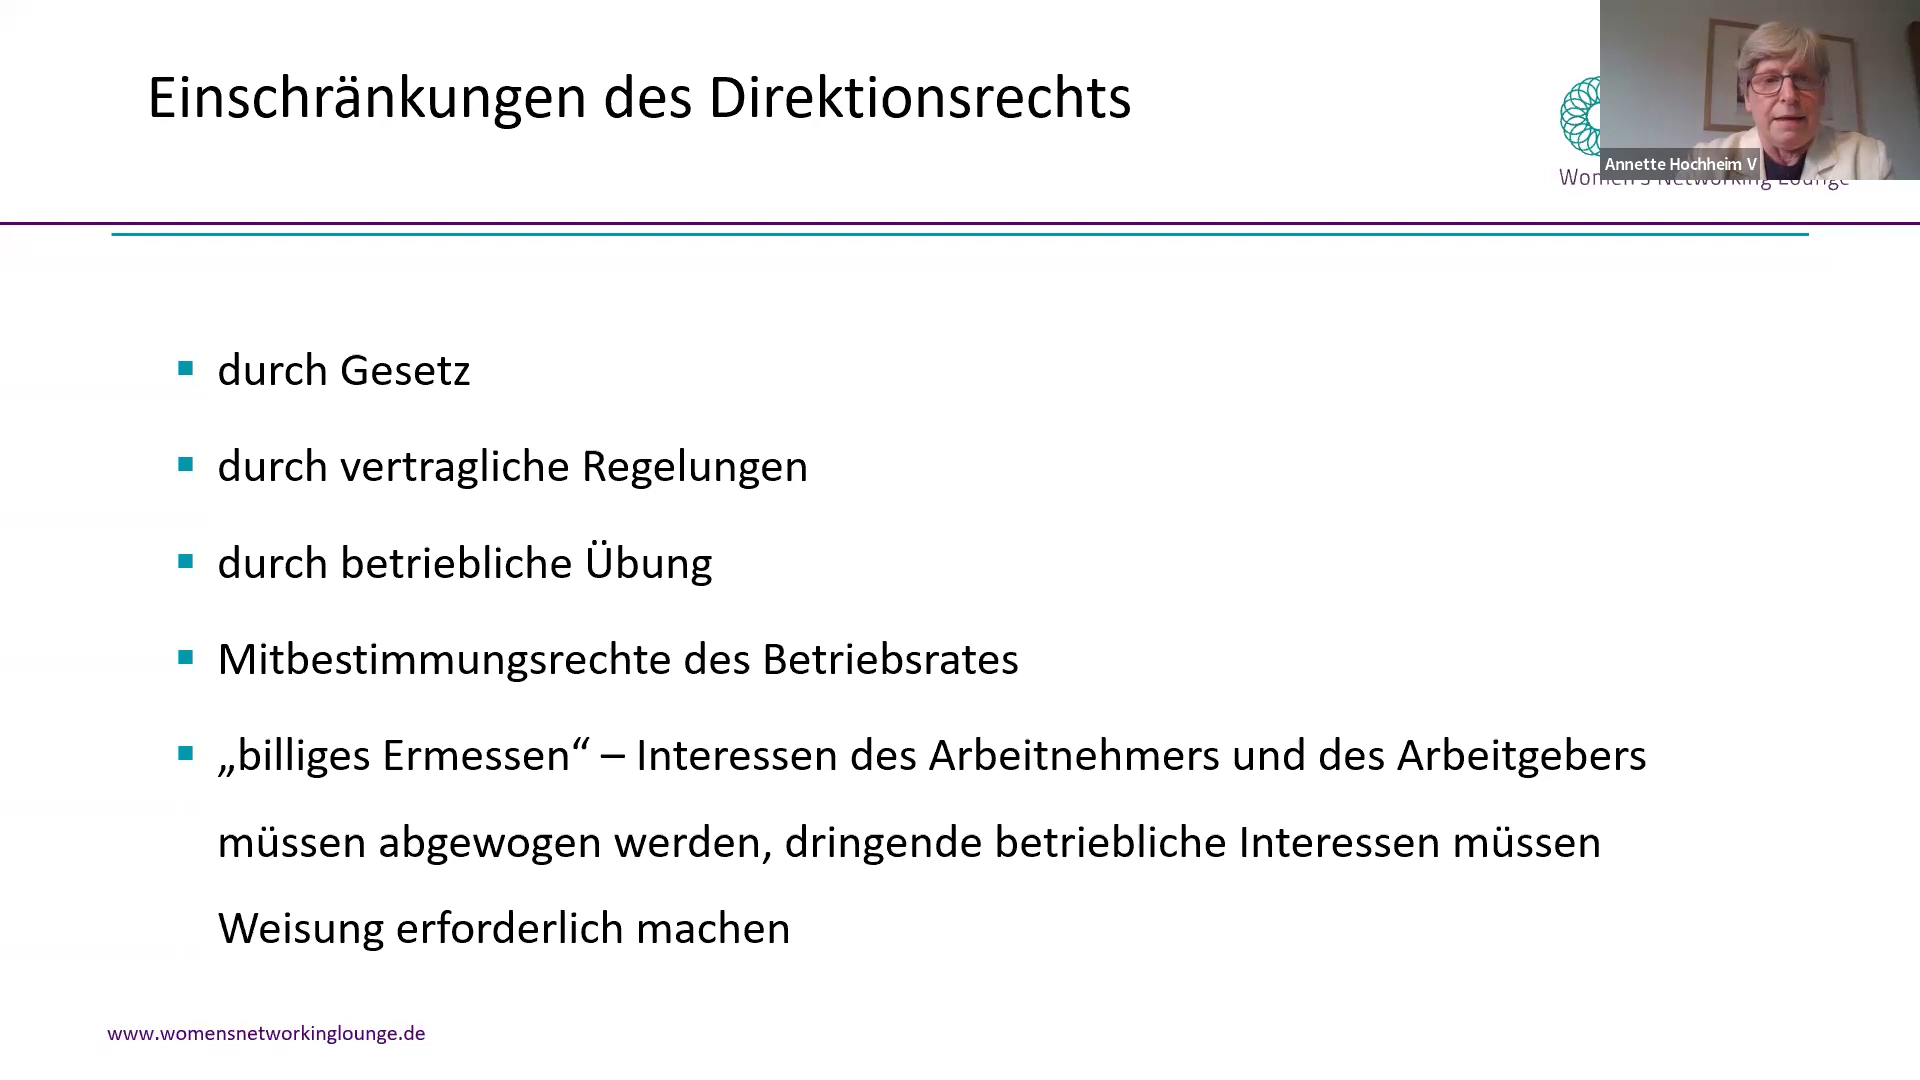 Einschränkungen des Direktionsrechts
Annette Hochheim V
Women's Networking Lounge
durch Gesetz
durch vertragliche Regelungen
durch betriebliche Übung
Mitbestimmungsrechte des Betriebsrates
„billiges Ermessen“ – Interessen des Arbeitnehmers und des Arbeitgebers
müssen abgewogen werden, dringende betriebliche Interessen müssen
Weisung erforderlich machen
www.womensnetworkinglounge.de